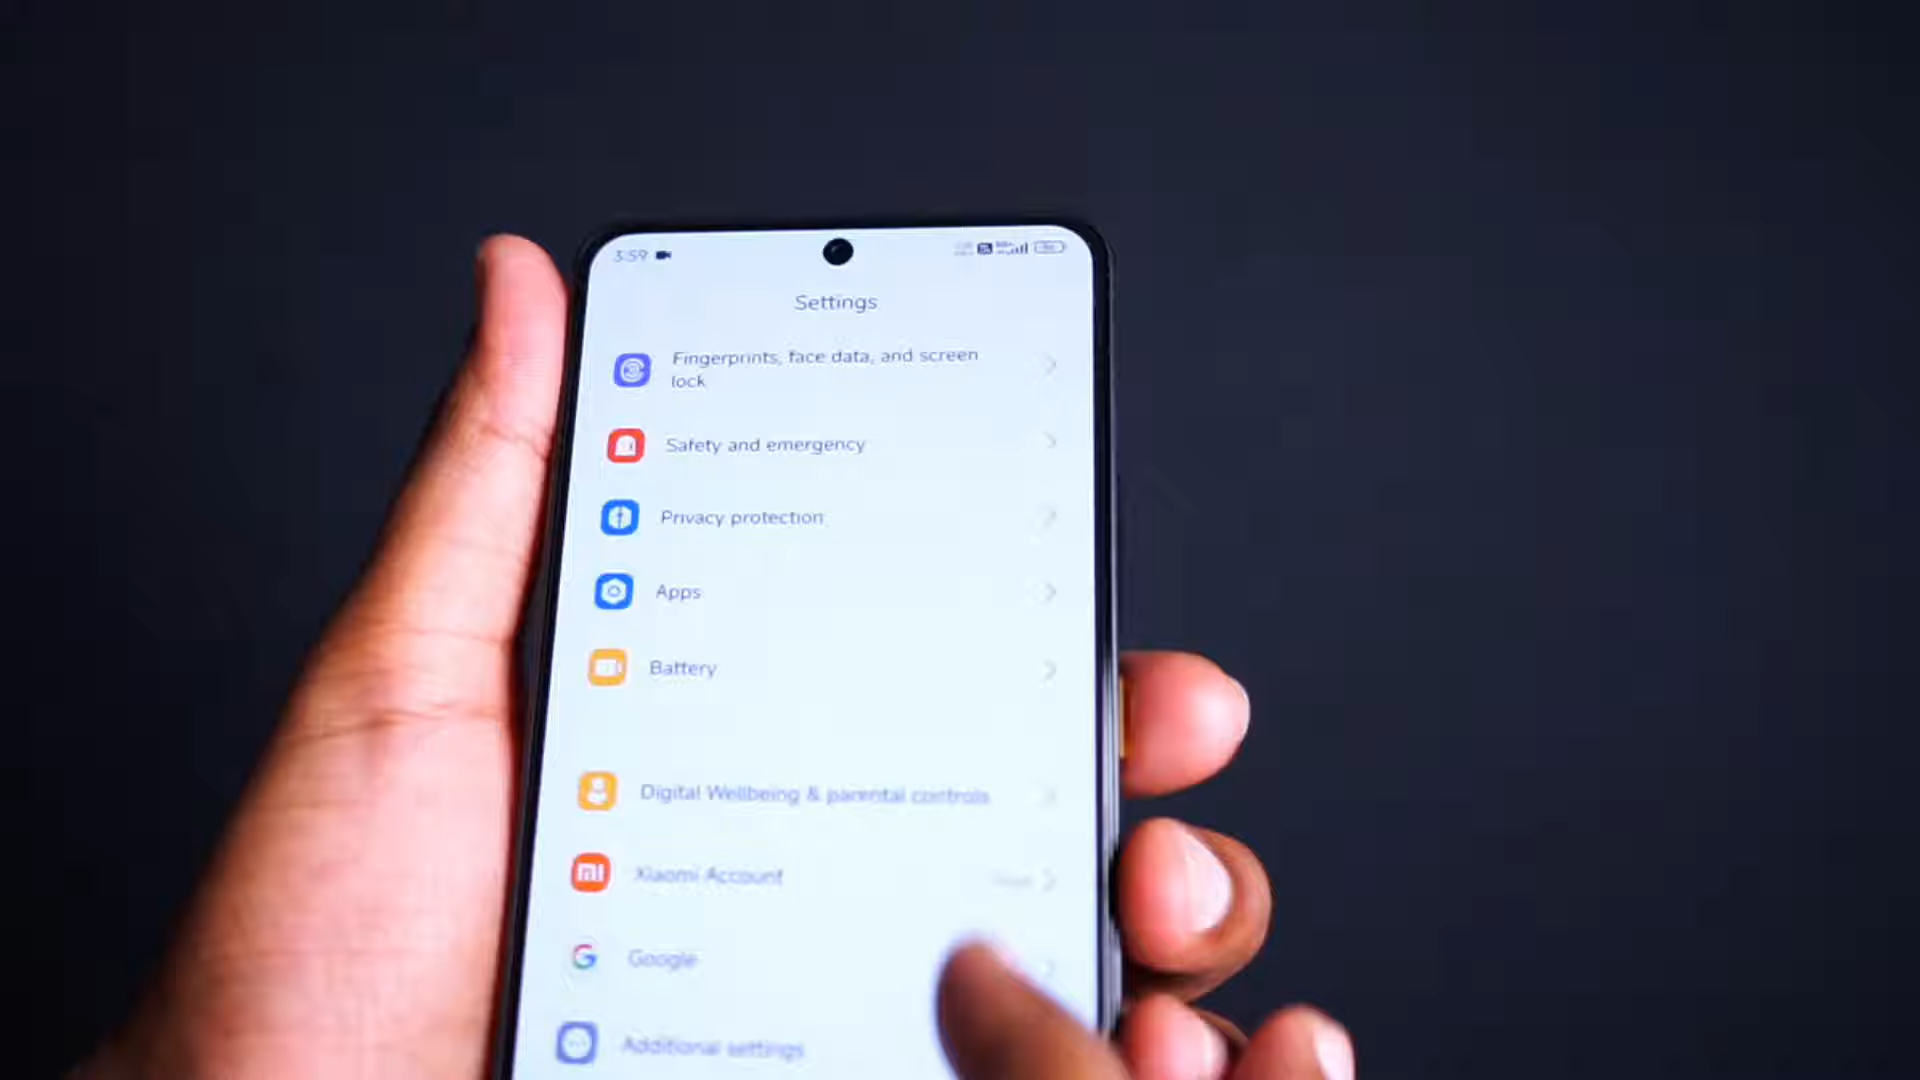 3:59
Settings
Fingerprints, face data, and screen
lock
Safety and emergency
Privacy protection
Apps
Battery
Digital Wellbeing & parental controls
mi Xiaomi Account
G Google
Additional settings